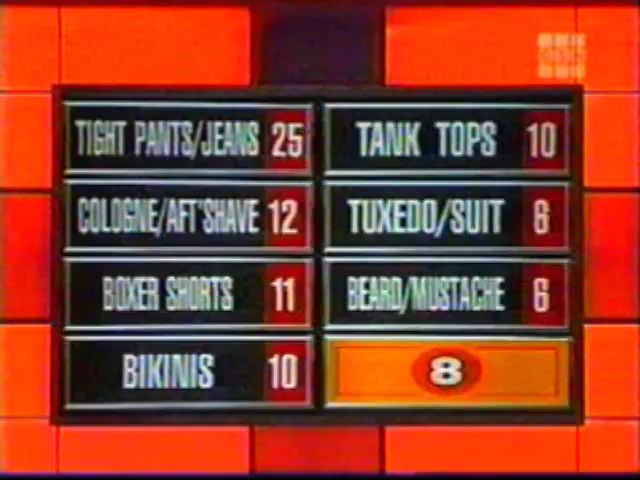 TIGHT PANTS/JEANS 25
COLOGNE/AFT'SHAVE 12
BOXER SHORTS 11
BIKINIS 10
TANK TOPS 10
TUXEDO/SUIT 6
BEARD/MUSTACHE 6
8